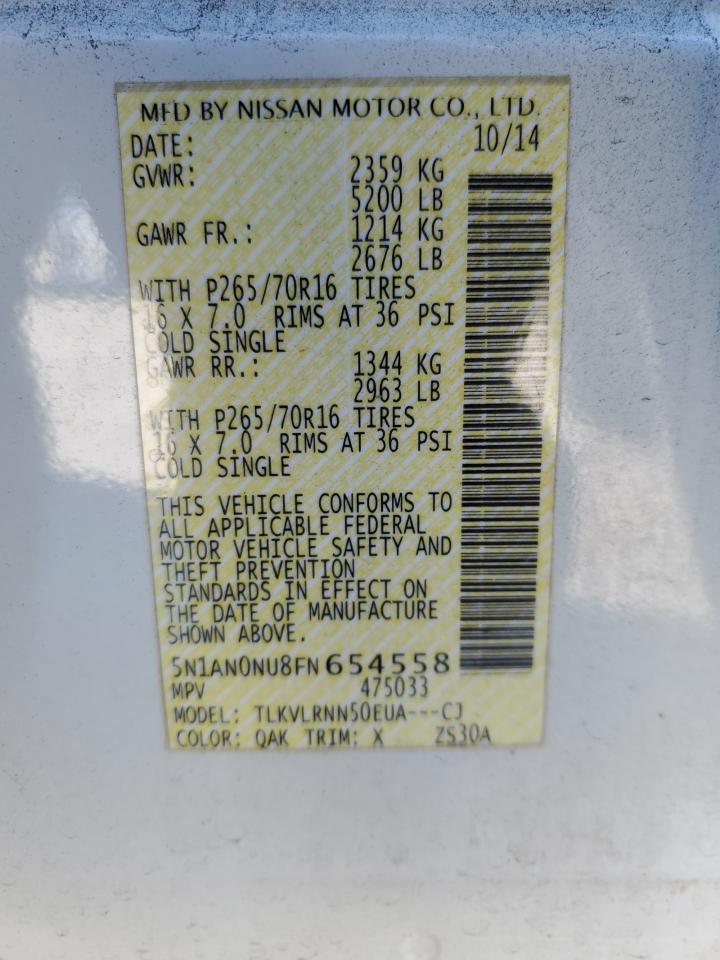 MFD BY NISSAN MOTOR CO., LTD.
DATE: 10/14
GVWR: 2359 KG
5200 LB
GAWR FR.: 1214 KG
2676 LB
WITH P265/70R16 TIRES
16 X 7.0 RIMS AT 36 PSI
COLD SINGLE
GAWR RR.: 1344 KG
2963 LB
WITH P265/70R16 TIRES
16 X 7.0 RIMS AT 36 PSI
COLD SINGLE
THIS VEHICLE CONFORMS TO
ALL APPLICABLE FEDERAL
MOTOR VEHICLE SAFETY AND
THEFT PREVENTION
STANDARDS IN EFFECT ON
THE DATE OF MANUFACTURE
SHOWN ABOVE.
5N1AN0NU8FN654558
MPV 475033
MODEL: TLKVLRNN50EUA---CJ
COLOR: QAK TRIM: X ZS30A